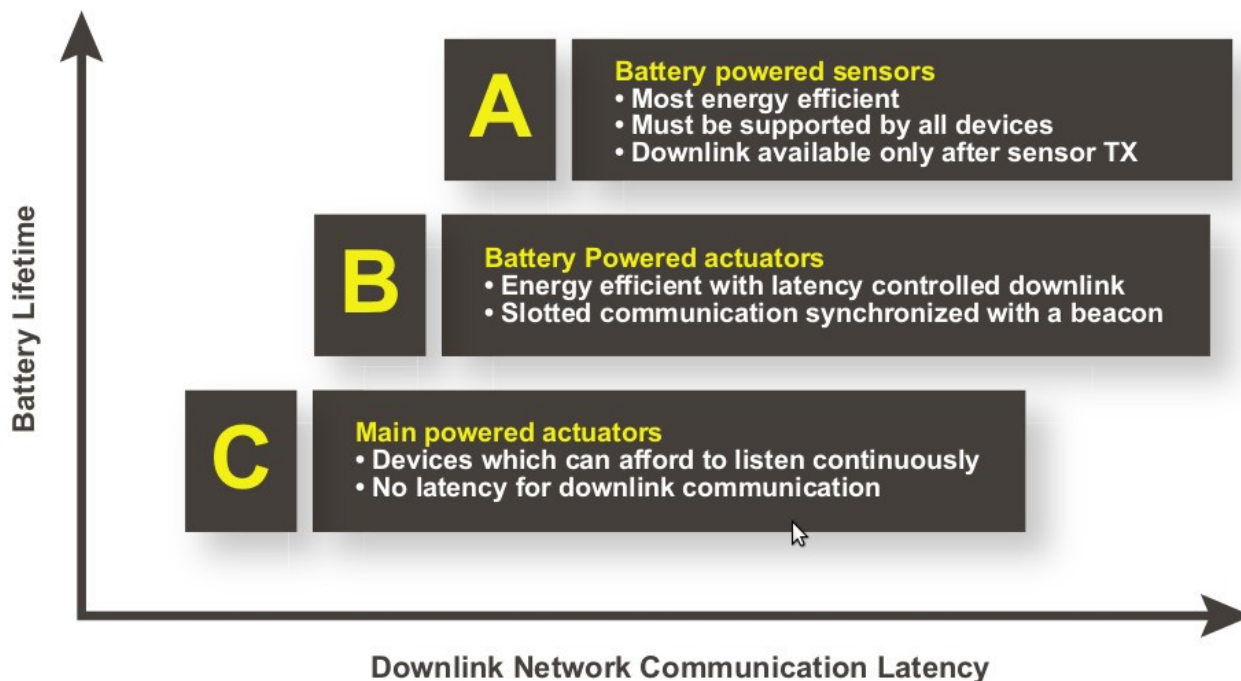 Battery Lifetime
A
Battery powered sensors
• Most energy efficient
• Must be supported by all devices
• Downlink available only after sensor TX
B
Battery Powered actuators
• Energy efficient with latency controlled downlink
• Slotted communication synchronized with a beacon
C
Main powered actuators
• Devices which can afford to listen continuously
• No latency for downlink communication
Downlink Network Communication Latency